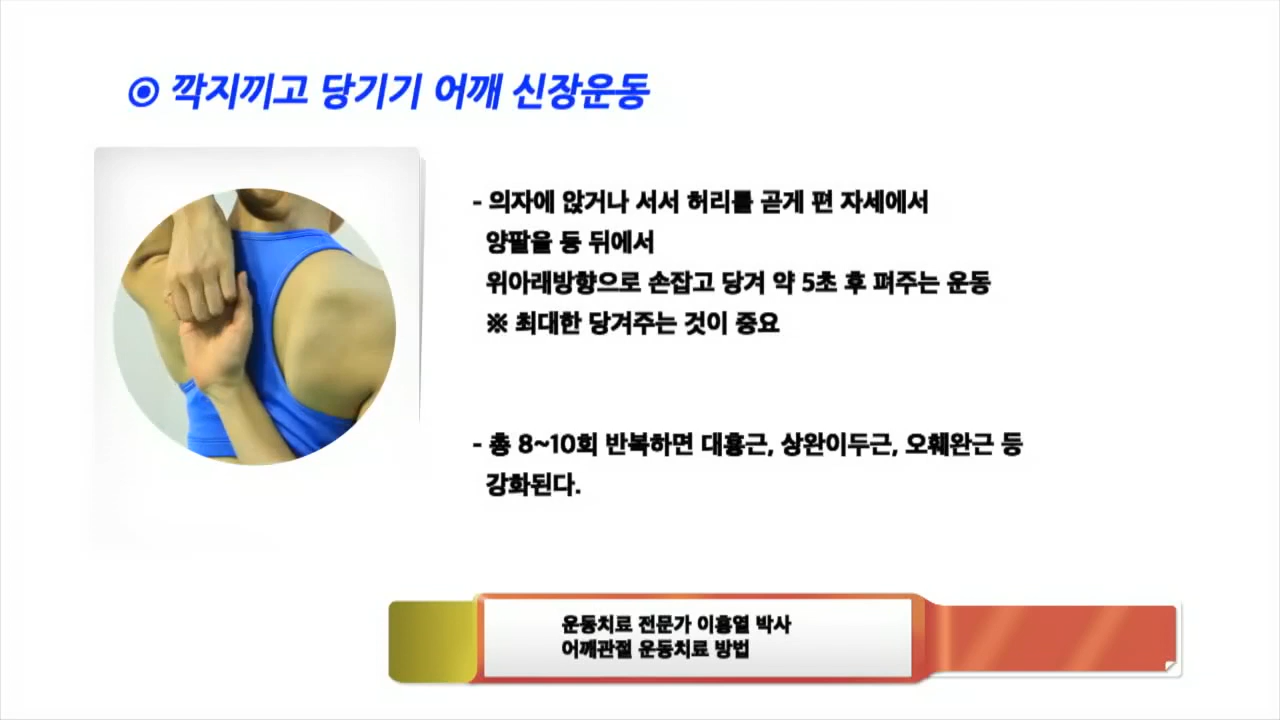 ◎ 깍지끼고 당기기 어깨 신장운동
- 의자에 앉거나 서서 허리를 곧게 편 자세에서
양팔을 등 뒤에서
위아래방향으로 손잡고 당겨 약 5초 후 펴주는 운동
※ 최대한 당겨주는 것이 중요
- 총 8~10회 반복하면 대흉근, 상완이두근, 오훼완근 등
강화된다.
운동치료 전문가 이흉열 박사
어깨관절 운동치료 방법